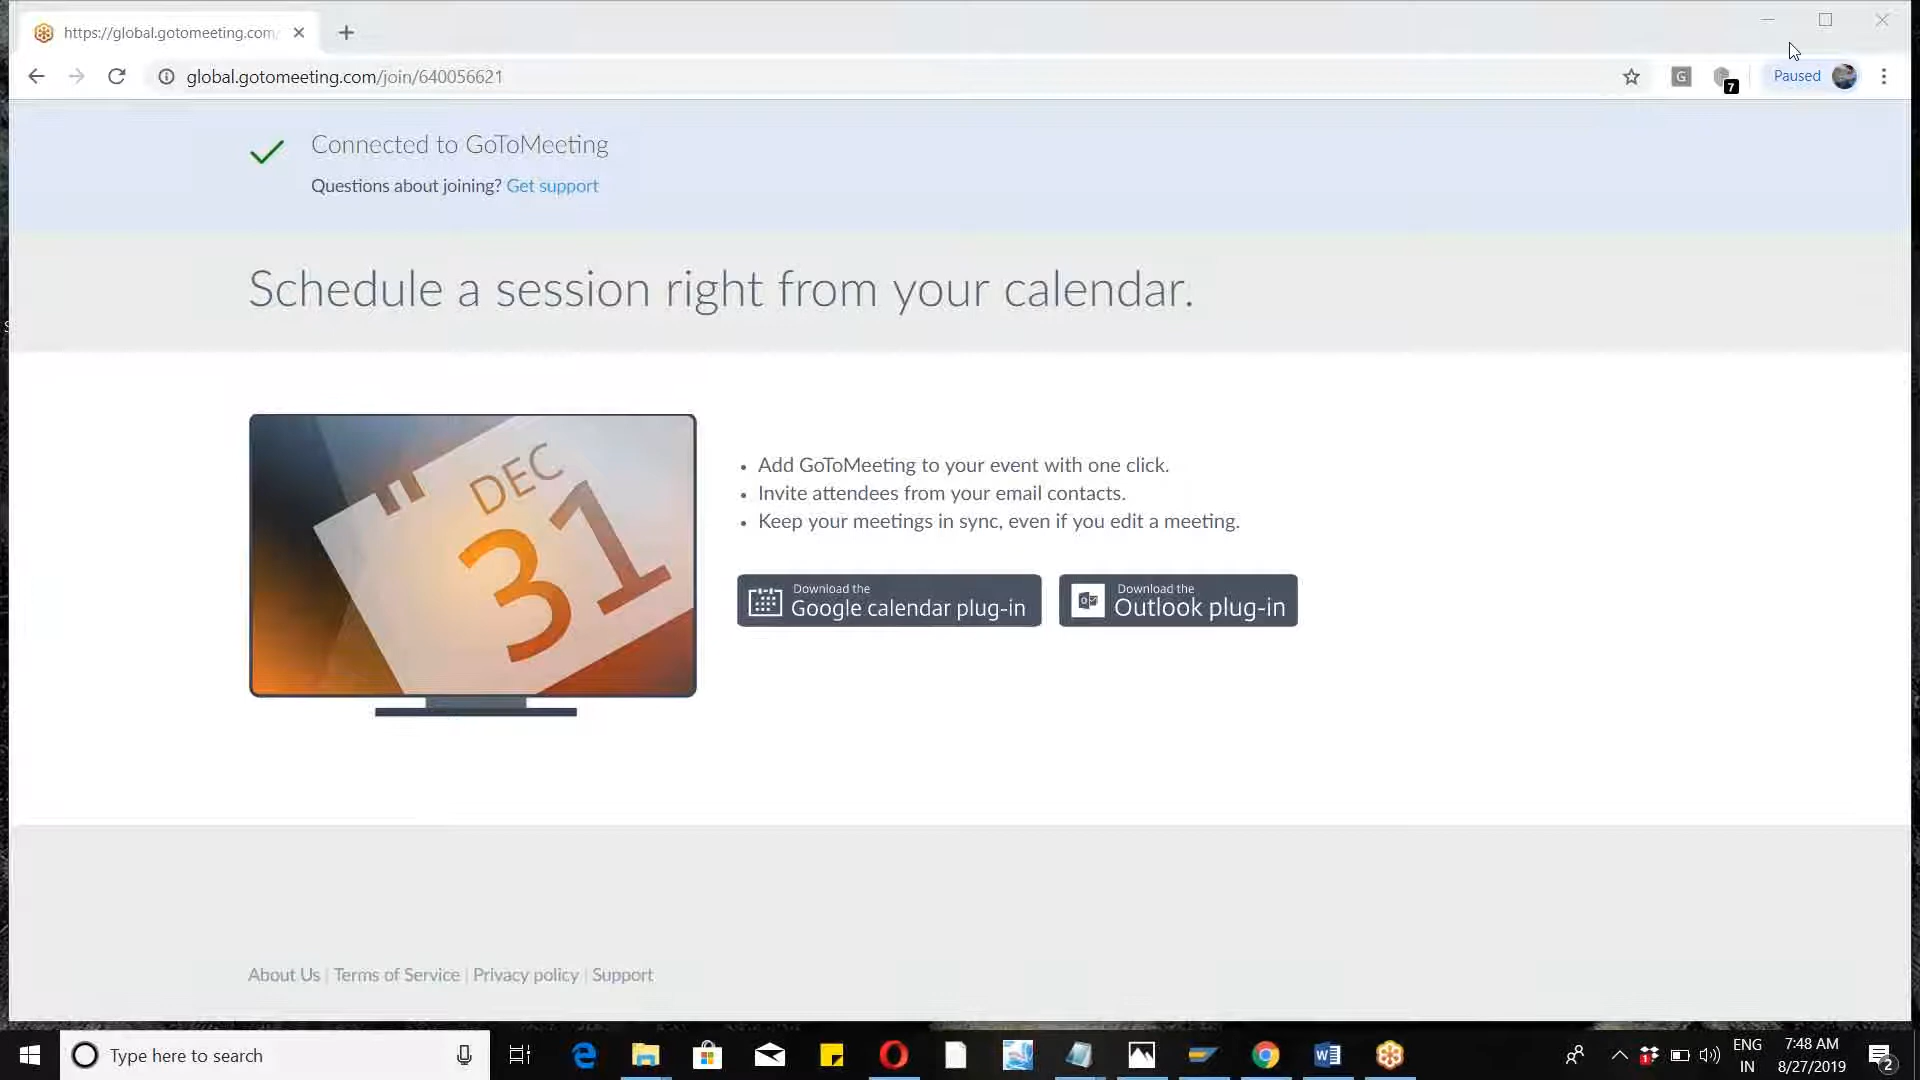 https://global.gotomeeting.com/
global.gotomeeting.com/join/640056621
G
7
Paused
Connected to GoToMeeting
Questions about joining? Get support
Schedule a session right from your calendar.
DEC
31
• Add GoToMeeting to your event with one click.
• Invite attendees from your email contacts.
• Keep your meetings in sync, even if you edit a meeting.
Download the
Google calendar plug-in
Download the
Outlook plug-in
About Us | Terms of Service | Privacy policy | Support
Type here to search
ENG
IN
7:48 AM
8/27/2019
2